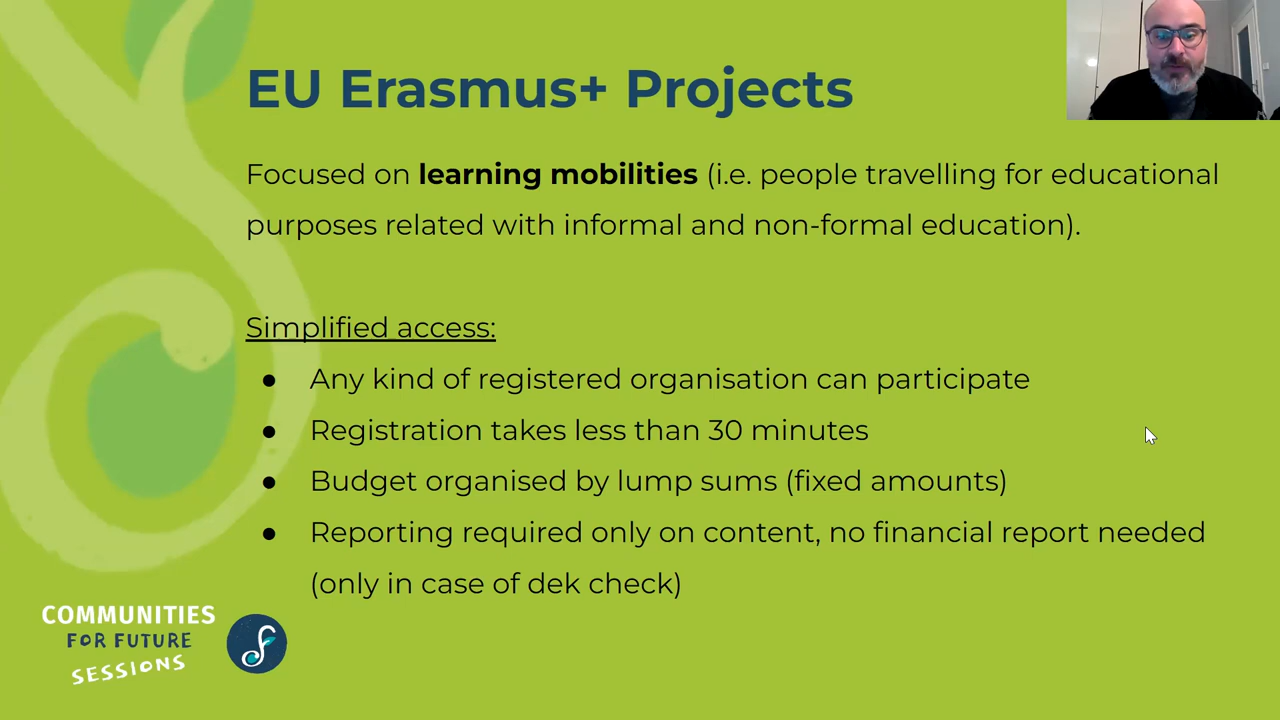 EU Erasmus+ Projects
Focused on learning mobilities (i.e. people travelling for educational
purposes related with informal and non-formal education).
Simplified access:
● Any kind of registered organisation can participate
● Registration takes less than 30 minutes
● Budget organised by lump sums (fixed amounts)
● Reporting required only on content, no financial report needed
(only in case of dek check)
COMMUNITIES
FOR FUTURE
SESSIONS